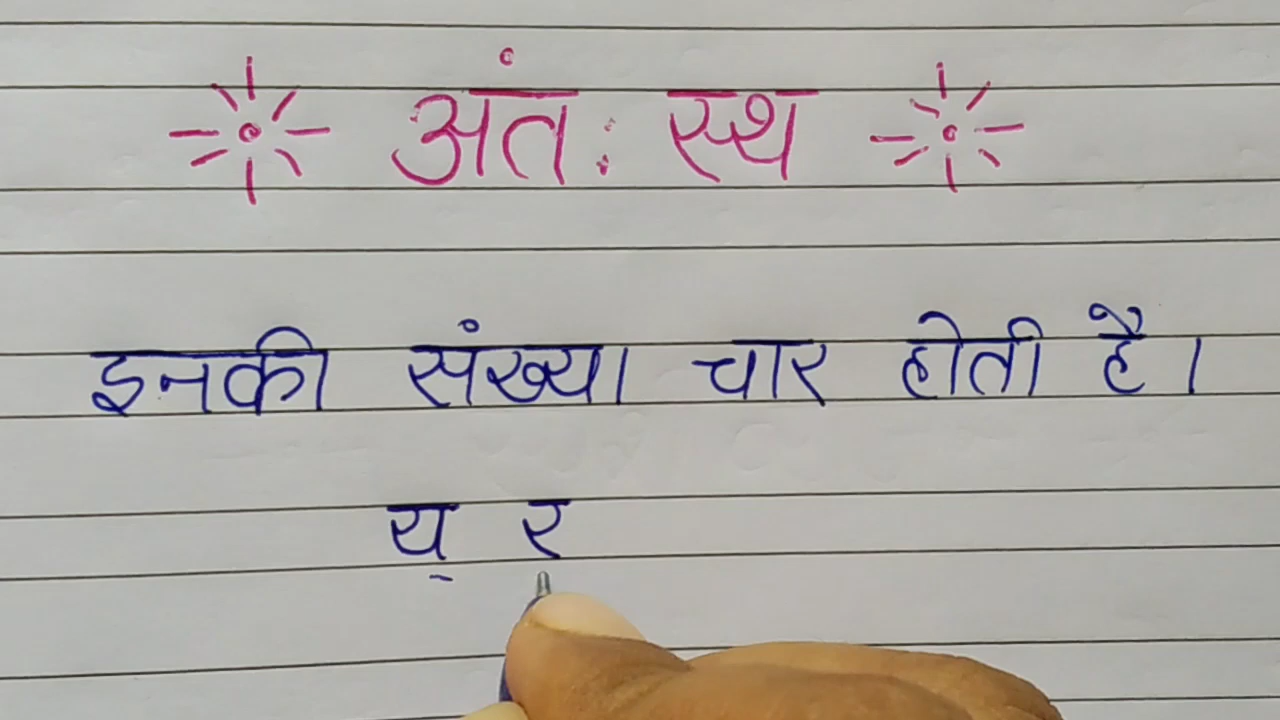 अंत: स्थ
इनकी संख्या चार होती है।
य् र